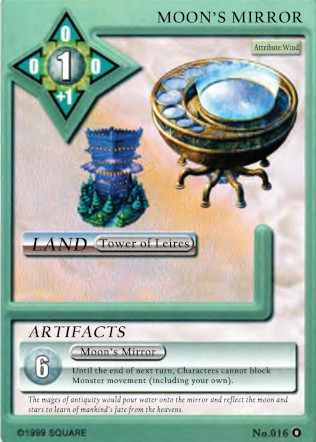 MOON'S MIRROR
Attribute:Wind
0
0 1 0
+1
LAND Tower of Leires
ARTIFACTS
6
Moon's Mirror
Until the end of next turn, Characters cannot block
Monster movement (including your own).
The mages of antiquity would pour water onto the mirror and reflect the moon and
stars to learn of mankind's fate from the heavens.
©1999 SQUARE
No.016 O